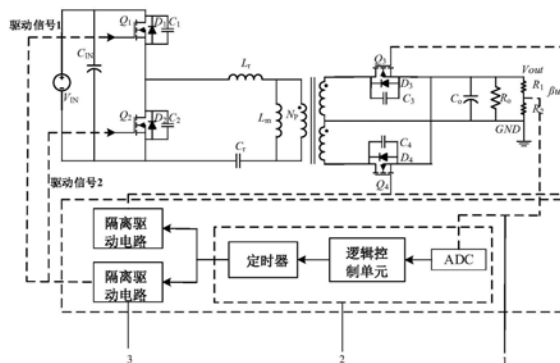 驱动信号1
Q1
D1
C1
CIN
VIN
Lr
Q2
D2
C2
Lm
NP
Cr
Q3
D3
C3
C4
D4
Q4
Vout
Co
Ro
R1
R2
GND
驱动信号2
隔离驱
动电路
隔离驱
动电路
定时器
逻辑控
制单元
ADC
3
2
1